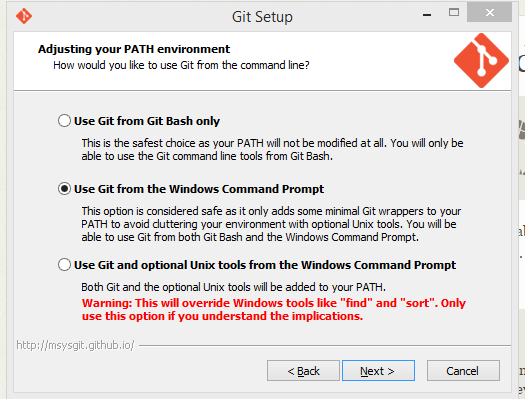 Git Setup
Adjusting your PATH environment
How would you like to use Git from the command line?
Use Git from Git Bash only
This is the safest choice as your PATH will not be modified at all. You will only be
able to use the Git command line tools from Git Bash.
Use Git from the Windows Command Prompt
This option is considered safe as it only adds some minimal Git wrappers to your
PATH to avoid cluttering your environment with optional Unix tools. You will be
able to use Git from both Git Bash and the Windows Command Prompt.
Use Git and optional Unix tools from the Windows Command Prompt
Both Git and the optional Unix tools will be added to your PATH.
Warning: This will override Windows tools like "find" and "sort". Only
use this option if you understand the implications.
http://msysgit.github.io/
< Back
Next >
Cancel